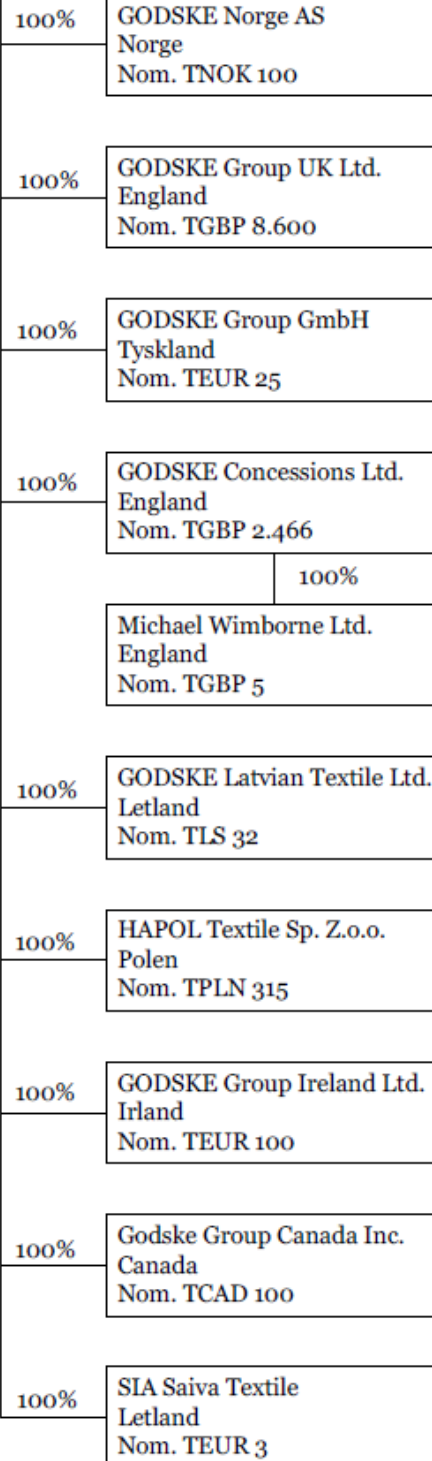 100%
GODSKE Norge AS
Norge
Nom. TNOK 100
100%
GODSKE Group UK Ltd.
England
Nom. TGBP 8.600
100%
GODSKE Group GmbH
Tyskland
Nom. TEUR 25
100%
GODSKE Concessions Ltd.
England
Nom. TGBP 2.466
100%
Michael Wimborne Ltd.
England
Nom. TGBP 5
100%
GODSKE Latvian Textile Ltd.
Letland
Nom. TLS 32
100%
HAPOL Textile Sp. Z.o.o.
Polen
Nom. TPLN 315
100%
GODSKE Group Ireland Ltd.
Irland
Nom. TEUR 100
100%
Godske Group Canada Inc.
Canada
Nom. TCAD 100
100%
SIA Saiva Textile
Letland
Nom. TEUR 3